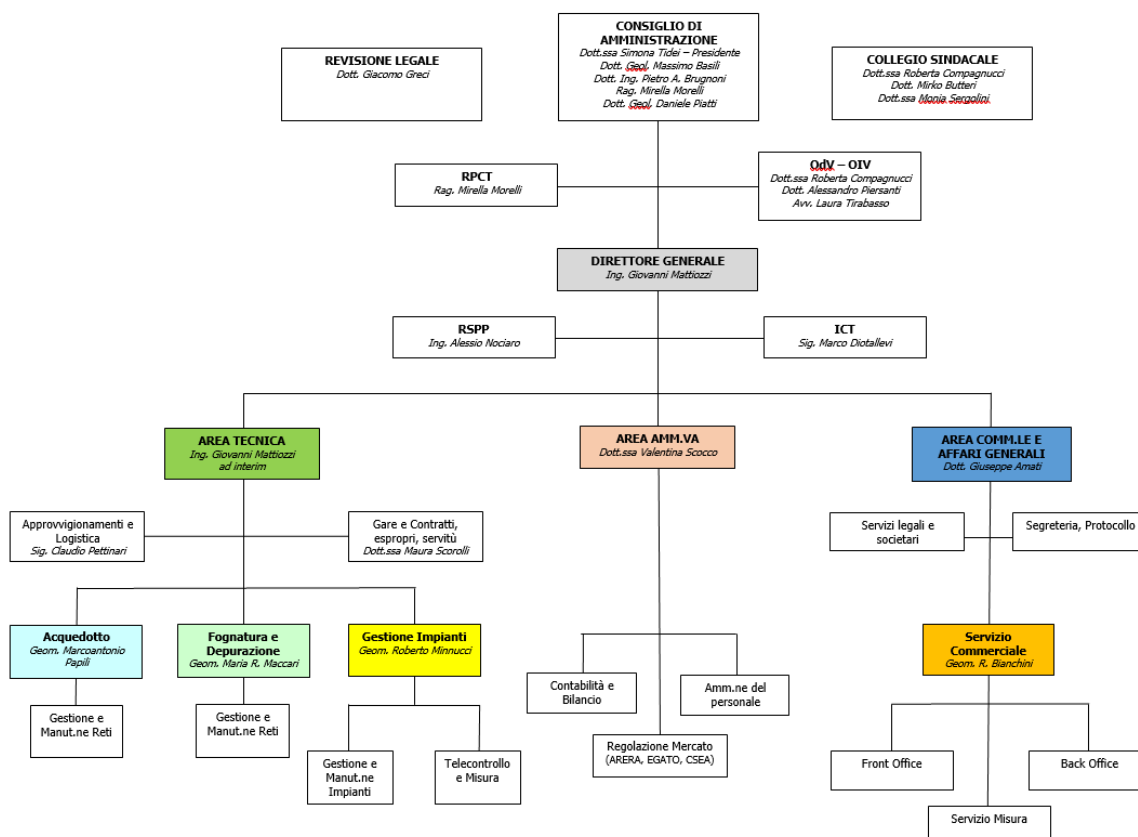 CONSIGLIO DI
AMMINISTRAZIONE
Dott.ssa Simona Tidei – Presidente
Dott. Geol. Massimo Basili
Dott. Ing. Pietro A. Brugnoni
Rag. Mirella Morelli
Dott. Geol. Daniele Piatti
REVISIONE LEGALE
Dott. Giacomo Greci
COLLEGIO SINDACALE
Dott.ssa Roberta Compagnucci
Dott. Mirko Butteri
Dott.ssa Monia Sergolini
RPCT
Rag. Mirella Morelli
OdV – OIV
Dott.ssa Roberta Compagnucci
Dott. Alessandro Piersanti
Avv. Laura Tirabasso
DIRETTORE GENERALE
Ing. Giovanni Mattiozzi
RSPP
Ing. Alessio Nociaro
ICT
Sig. Marco Diotallevi
AREA TECNICA
Ing. Giovanni Mattiozzi
ad interim
AREA AMM.VA
Dott.ssa Valentina Scocco
AREA COMM.LE E
AFFARI GENERALI
Dott. Giuseppe Amati
Approvvigionamenti e
Logistica
Sig. Claudio Pettinari
Gare e Contratti,
espropri, servitù
Dott.ssa Maura Scorolli
Servizi legali e
societari
Segreteria, Protocollo
Acquedotto
Geom. Marcoantonio
Papili
Fognatura e
Depurazione
Geom. Maria R. Maccari
Gestione Impianti
Geom. Roberto Minnucci
Servizio
Commerciale
Geom. R. Bianchini
Gestione e
Manut.ne Reti
Gestione e
Manut.ne Reti
Gestione e
Manut.ne
Impianti
Telecontrollo
e Misura
Contabilità e
Bilancio
Amm.ne del
personale
Regolazione Mercato
(ARERA, EGATO, CSEA)
Front Office
Back Office
Servizio Misura